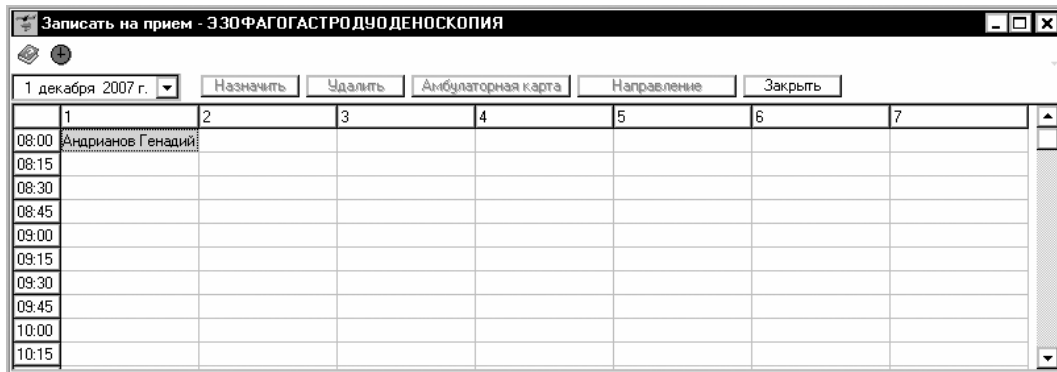 Записать на прием - ЭЗОФАГОГАСТРОДУОДЕНОСКОПИЯ
1 декабря 2007 г. Назначить Удалить Амбулаторная карта Направление Закрыть
1 2 3 4 5 6 7
08:00 Андрианов Генадий
08:15
08:30
08:45
09:00
09:15
09:30
09:45
10:00
10:15